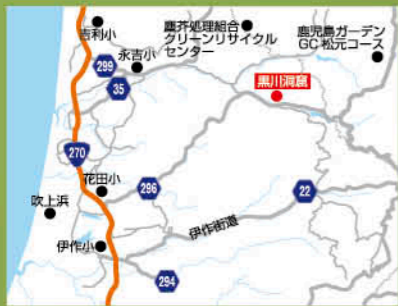 吉利小
永吉小
塵芥処理組合
グリーンリサイクル
センター
鹿児島ガーデン
GC 松元コース
299
35
黒川洞窟
270
花田小
296
22
吹上浜
伊作街道
伊作小
294